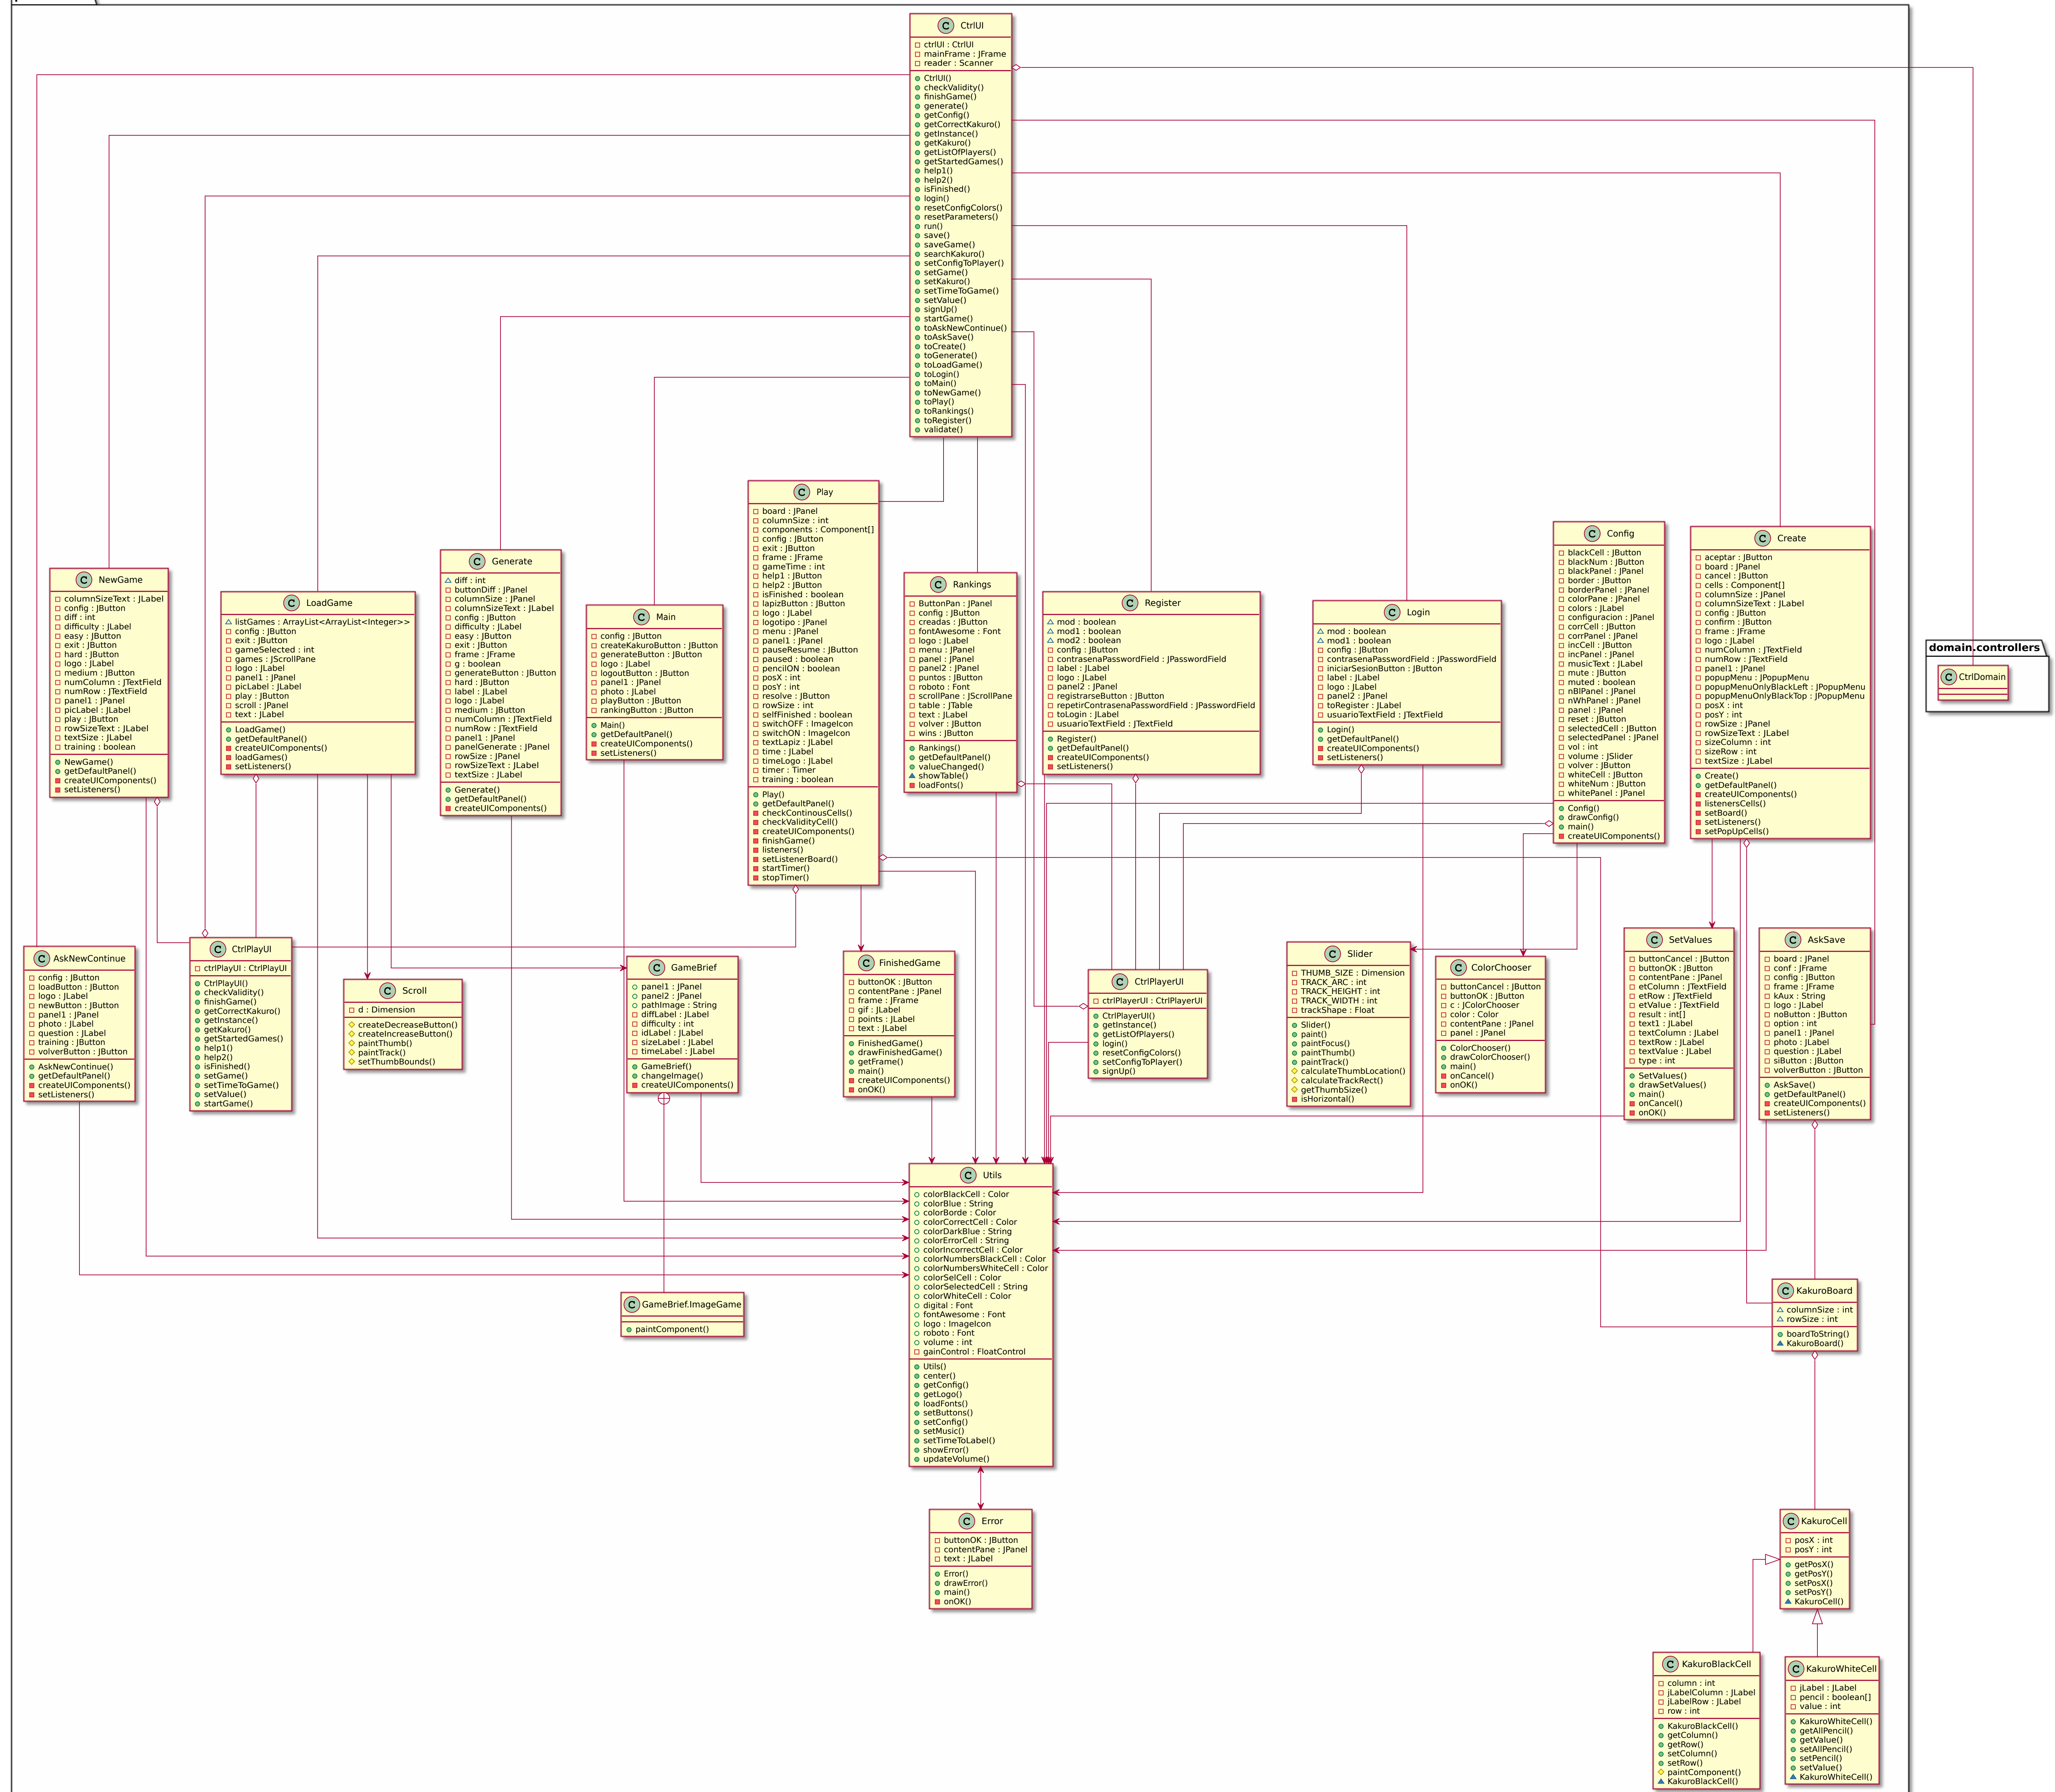 C CtrlUI
ctrlUI : CtrlUI
mainFrame : JFrame
reader : Scanner
CtrlUI()
checkValidity()
finishGame()
generate()
getConfig()
getCorrectKakuro()
getInstance()
getKakuro()
getListOfPlayers()
getStartedGames()
help1()
help2()
isFinished()
login()
resetConfigColors()
resetParameters()
run()
save()
saveGame()
searchKakuro()
setConfigToPlayer()
setGame()
setKakuro()
setTimeToGame()
setValue()
signUp()
startGame()
toAskNewContinue()
toAskSave()
toCreate()
toGenerate()
toLoadGame()
toLogin()
toMain()
toNewGame()
toPlay()
toRankings()
toRegister()
validate()
C NewGame
columnSizeText : JLabel
config : JButton
diff : int
difficulty : JLabel
easy : JButton
exit : JButton
hard : JButton
logo : JLabel
medium : JButton
numColumn : JTextField
numRow : JTextField
panel1 : JPanel
picLabel : JLabel
play : JButton
rowSizeText : JLabel
textSize : JLabel
training : boolean
NewGame()
getDefaultPanel()
createUIComponents()
setListeners()
C LoadGame
listGames : ArrayList<ArrayList<Integer>>
config : JButton
exit : JButton
gameSelected : int
games : JScrollPane
logo : JLabel
panel1 : JPanel
picLabel : JLabel
play : JButton
scroll : JPanel
text : JLabel
LoadGame()
getDefaultPanel()
createUIComponents()
loadGames()
setListeners()
C Generate
diff : int
buttonDiff : JPanel
columnSize : JPanel
columnSizeText : JLabel
config : JButton
difficulty : JLabel
easy : JButton
exit : JButton
frame : JFrame
g : boolean
generateButton : JButton
hard : JButton
label : JLabel
logo : JLabel
medium : JButton
numColumn : JTextField
numRow : JTextField
panel1 : JPanel
panelGenerate : JPanel
rowSize : JPanel
rowSizeText : JLabel
textSize : JLabel
Generate()
getDefaultPanel()
createUIComponents()
C Main
config : JButton
createKakuroButton : JButton
generateButton : JButton
logo : JLabel
logoutButton : JButton
panel1 : JPanel
photo : JLabel
playButton : JButton
rankingButton : JButton
Main()
getDefaultPanel()
createUIComponents()
setListeners()
C Play
board : JPanel
columnSize : int
components : Component[]
config : JButton
exit : JButton
frame : JFrame
gameTime : int
help1 : JButton
help2 : JButton
isFinished : boolean
lapizButton : JButton
logo : JLabel
logotipo : JPanel
menu : JPanel
panel1 : JPanel
pauseResume : JButton
paused : boolean
pencilON : boolean
posX : int
posY : int
resolve : JButton
rowSize : int
selfFinished : boolean
switchOFF : ImageIcon
switchON : ImageIcon
textLapiz : JLabel
time : JLabel
timeLogo : JLabel
timer : Timer
training : boolean
Play()
getDefaultPanel()
checkContinousCells()
checkValidityCell()
createUIComponents()
finishGame()
listeners()
setListenerBoard()
startTimer()
stopTimer()
C Rankings
ButtonPan : JPanel
config : JButton
creadas : JButton
fontAwesome : Font
logo : JLabel
menu : JPanel
panel : JPanel
panel2 : JPanel
puntos : JButton
roboto : Font
scrollPane : JScrollPane
table : JTable
text : JLabel
volver : JButton
wins : JButton
Rankings()
getDefaultPanel()
valueChanged()
showTable()
loadFonts()
C Register
mod : boolean
mod1 : boolean
mod2 : boolean
config : JButton
contrasenaPasswordField : JPasswordField
label : JLabel
logo : JLabel
panel2 : JPanel
registrarseButton : JButton
repetirContrasenaPasswordField : JPasswordField
toLogin : JLabel
usuarioTextField : JTextField
Register()
getDefaultPanel()
createUIComponents()
setListeners()
C Login
mod : boolean
mod1 : boolean
config : JButton
contrasenaPasswordField : JPasswordField
iniciarSesionButton : JButton
label : JLabel
logo : JLabel
panel2 : JPanel
toRegister : JLabel
usuarioTextField : JTextField
Login()
getDefaultPanel()
createUIComponents()
setListeners()
C Config
blackCell : JButton
blackNum : JButton
blackPanel : JPanel
border : JButton
borderPanel : JPanel
colorPane : JPanel
colors : JLabel
configuracion : JPanel
corrCell : JButton
corrPanel : JPanel
incCell : JButton
incPanel : JPanel
musicText : JLabel
mute : JButton
muted : boolean
nBlPanel : JPanel
nWhPanel : JPanel
panel : JPanel
reset : JButton
selectedCell : JButton
selectedPanel : JPanel
vol : int
volume : JSlider
volver : JButton
whiteCell : JButton
whiteNum : JButton
whitePanel : JPanel
Config()
drawConfig()
main()
createUIComponents()
C Create
aceptar : JButton
board : JPanel
cancel : JButton
cells : Component[]
columnSize : JPanel
columnSizeText : JLabel
config : JButton
confirm : JButton
frame : JFrame
logo : JLabel
numColumn : JTextField
numRow : JTextField
panel1 : JPanel
popupMenu : JPopupMenu
popupMenuOnlyBlackLeft : JPopupMenu
popupMenuOnlyBlackTop : JPopupMenu
posX : int
posY : int
rowSize : JPanel
rowSizeText : JLabel
sizeColumn : int
sizeRow : int
textSize : JLabel
Create()
getDefaultPanel()
createUIComponents()
listenersCells()
setBoard()
setListeners()
setPopUpCells()
domain.controllers
C CtrlDomain
C AskNewContinue
config : JButton
loadButton : JButton
logo : JLabel
newButton : JButton
panel1 : JPanel
photo : JLabel
question : JLabel
training : JButton
volverButton : JButton
AskNewContinue()
getDefaultPanel()
createUIComponents()
setListeners()
C CtrlPlayUI
ctrlPlayUI : CtrlPlayUI
CtrlPlayUI()
checkValidity()
finishGame()
getCorrectKakuro()
getInstance()
getKakuro()
getStartedGames()
help1()
help2()
isFinished()
setGame()
setTimeToGame()
setValue()
startGame()
C Scroll
d : Dimension
createDecreaseButton()
createIncreaseButton()
paintThumb()
paintTrack()
setThumbBounds()
C GameBrief
panel1 : JPanel
panel2 : JPanel
pathImage : String
diffLabel : JLabel
difficulty : int
idLabel : JLabel
sizeLabel : JLabel
timeLabel : JLabel
GameBrief()
changeImage()
createUIComponents()
C FinishedGame
buttonOK : JButton
contentPane : JPanel
frame : JFrame
gif : JLabel
points : JLabel
text : JLabel
FinishedGame()
drawFinishedGame()
getFrame()
main()
createUIComponents()
onOK()
C CtrlPlayerUI
ctrlPlayerUI : CtrlPlayerUI
CtrlPlayerUI()
getInstance()
getListOfPlayers()
login()
resetConfigColors()
setConfigToPlayer()
signUp()
C Slider
THUMB_SIZE : Dimension
TRACK_ARC : int
TRACK_HEIGHT : int
TRACK_WIDTH : int
trackShape : Float
Slider()
paint()
paintFocus()
paintThumb()
paintTrack()
calculateThumbLocation()
calculateTrackRect()
getThumbSize()
isHorizontal()
C ColorChooser
buttonCancel : JButton
buttonOK : JButton
c : JColorChooser
color : Color
contentPane : JPanel
panel : JPanel
ColorChooser()
drawColorChooser()
main()
onCancel()
onOK()
C SetValues
buttonCancel : JButton
buttonOK : JButton
contentPane : JPanel
etColumn : JTextField
etRow : JTextField
etValue : JTextField
result : int[]
text1 : JLabel
textColumn : JLabel
textRow : JLabel
textValue : JLabel
type : int
SetValues()
drawSetValues()
main()
onCancel()
onOK()
C AskSave
board : JPanel
conf : JFrame
config : JButton
frame : JFrame
kAux : String
logo : JLabel
noButton : JButton
option : int
panel1 : JPanel
photo : JLabel
question : JLabel
siButton : JButton
volverButton : JButton
AskSave()
getDefaultPanel()
createUIComponents()
setListeners()
C Utils
colorBlackCell : Color
colorBlue : String
colorBorde : Color
colorCorrectCell : Color
colorDarkBlue : String
colorErrorCell : String
colorIncorrectCell : Color
colorNumbersBlackCell : Color
colorNumbersWhiteCell : Color
colorSelCell : Color
colorSelectedCell : String
colorWhiteCell : Color
digital : Font
fontAwesome : Font
logo : ImageIcon
roboto : Font
volume : int
gainControl : FloatControl
Utils()
center()
getConfig()
getLogo()
loadFonts()
setButtons()
setConfig()
setMusic()
setTimeToLabel()
showError()
updateVolume()
C GameBrief.ImageGame
paintComponent()
C KakuroBoard
columnSize : int
rowSize : int
boardToString()
KakuroBoard()
C Error
buttonOK : JButton
contentPane : JPanel
text : JLabel
Error()
drawError()
main()
onOK()
C KakuroCell
posX : int
posY : int
getPosX()
getPosY()
setPosX()
setPosY()
KakuroCell()
C KakuroBlackCell
column : int
jLabelColumn : JLabel
jLabelRow : JLabel
row : int
KakuroBlackCell()
getColumn()
getRow()
setColumn()
setRow()
paintComponent()
KakuroBlackCell()
C KakuroWhiteCell
jLabel : JLabel
pencil : boolean[]
value : int
KakuroWhiteCell()
getAllPencil()
getValue()
setAllPencil()
setPencil()
setValue()
KakuroWhiteCell()